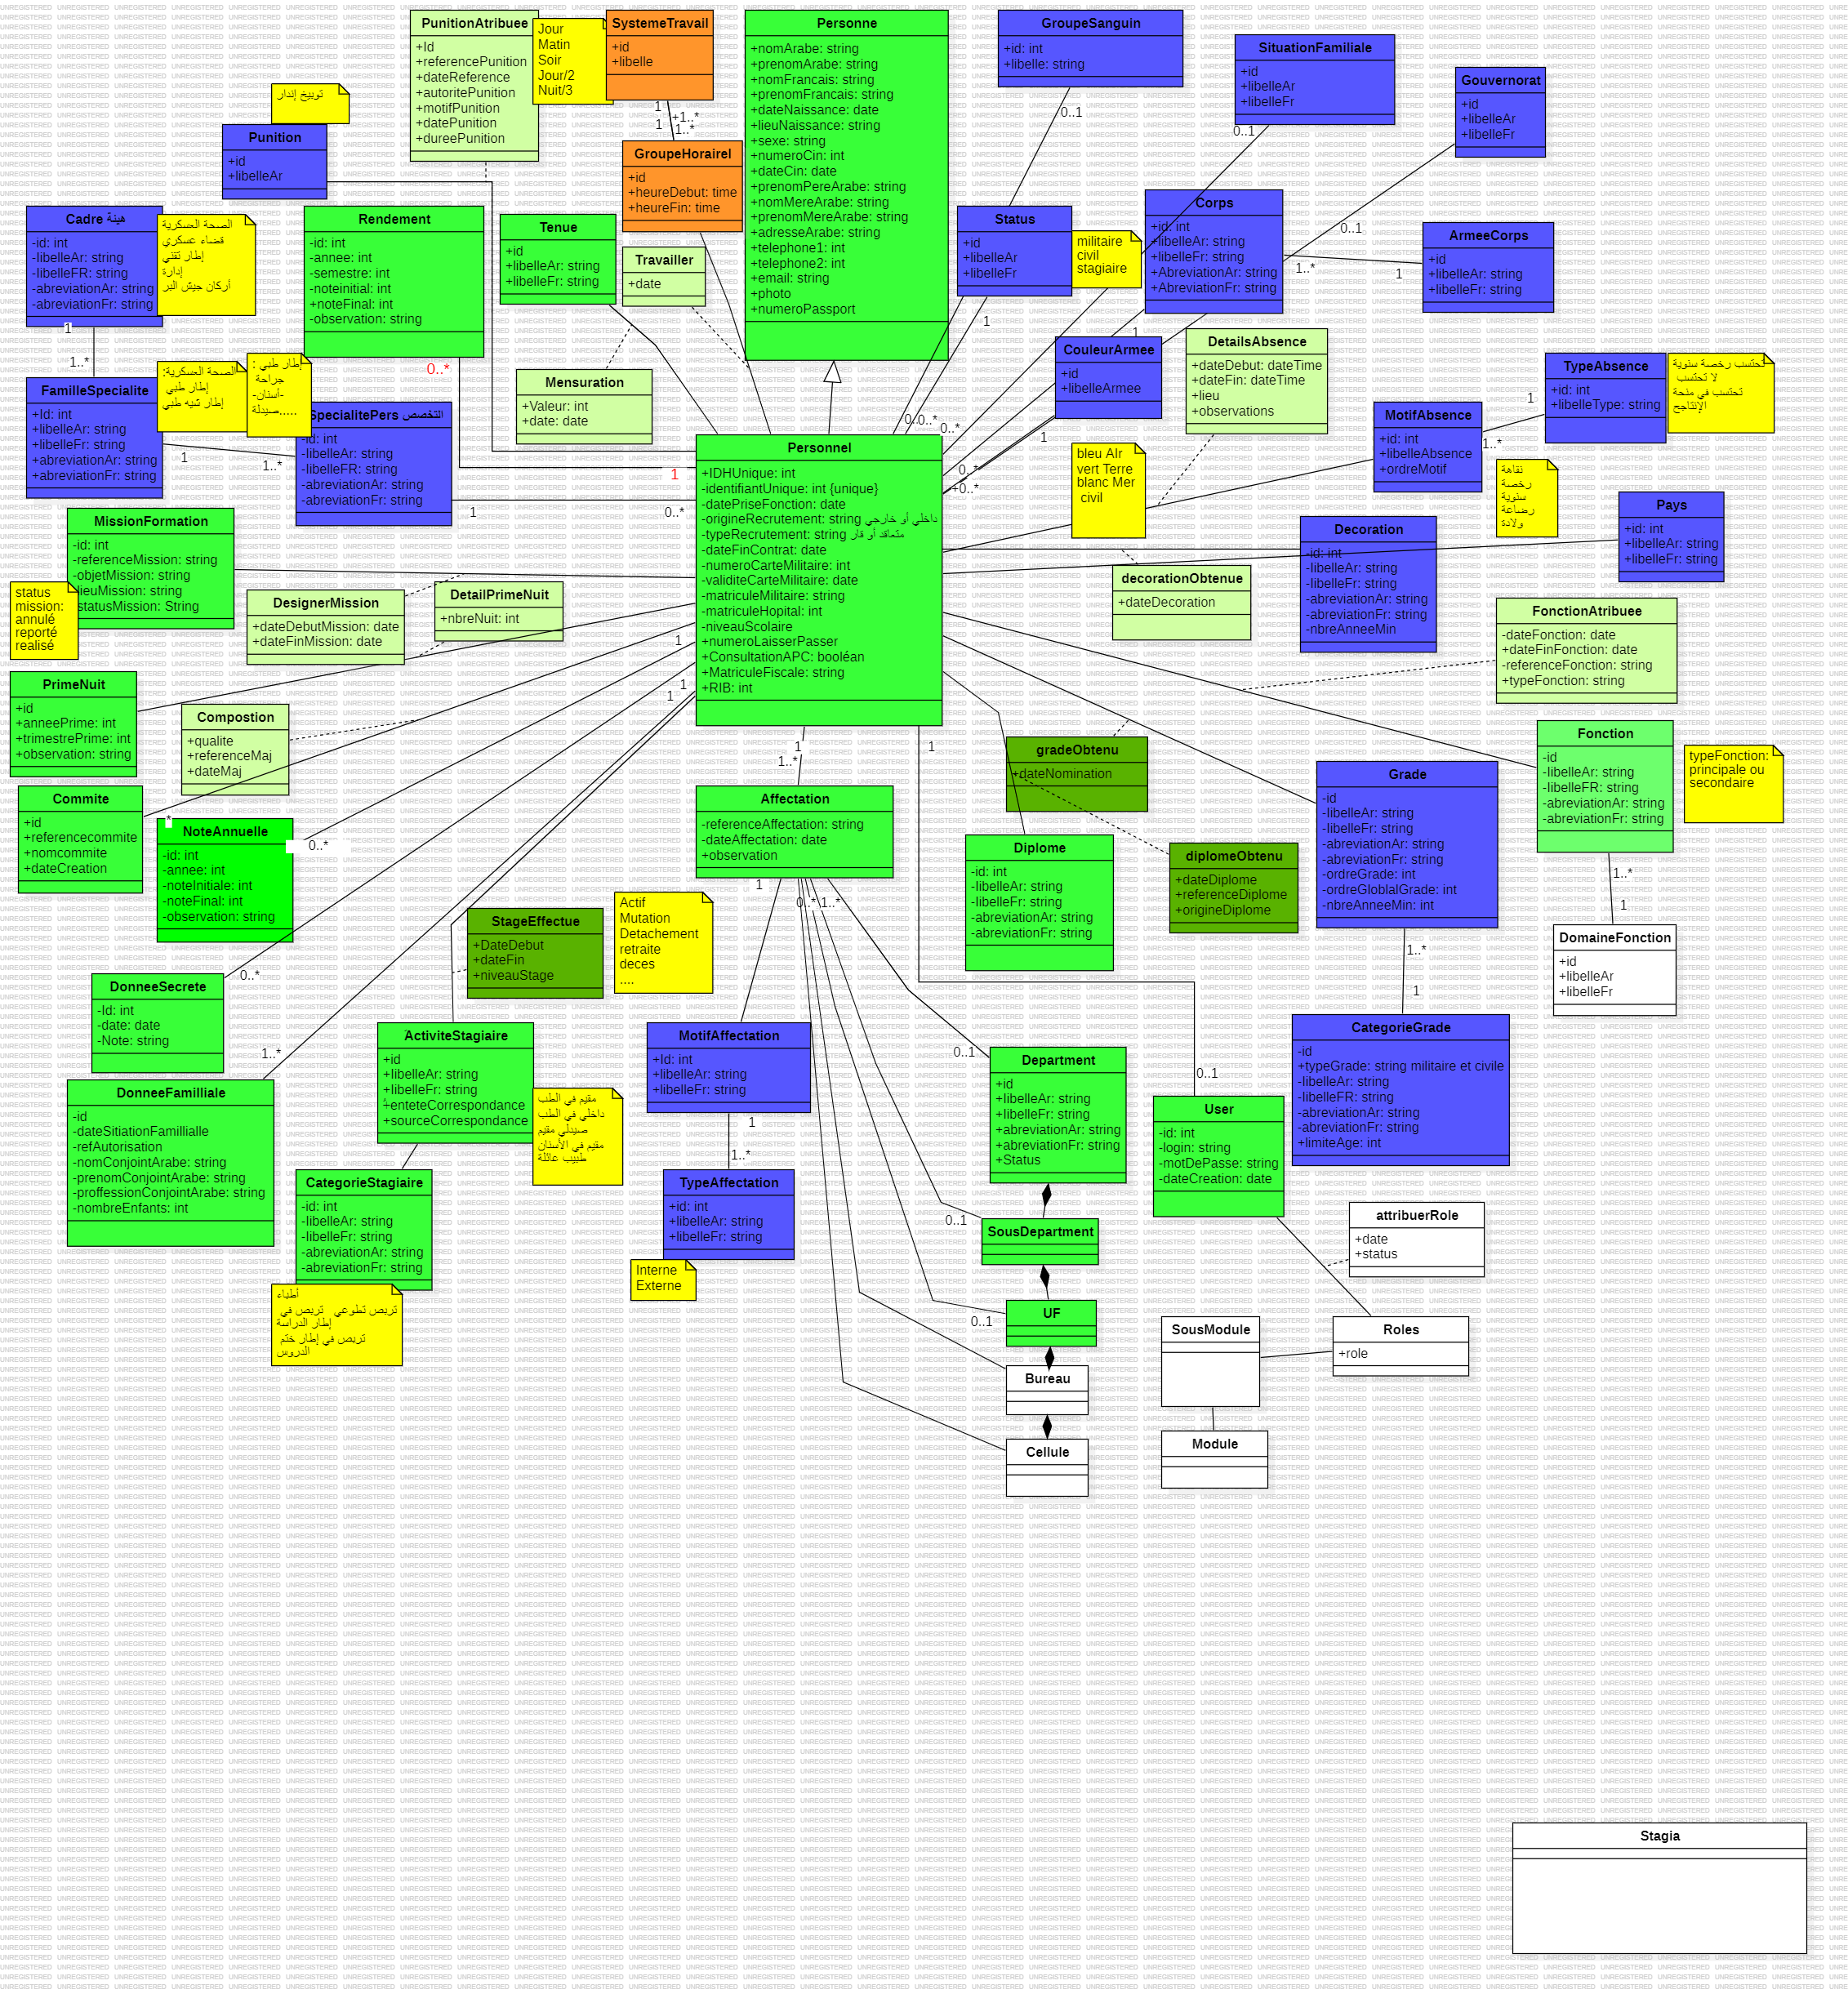 PunitionAtribuee
+Id
+referencePunition
+dateReference
+autoritePunition
+motifPunition
+datePunition
+dureePunition
Jour
Matin
Soir
Jour/2
Nuit/3
SystemeTravail
+id
+libelle
Personne
+nomArabe: string
+prenomArabe: string
+nomFrancais: string
+prenomFrancais: string
+dateNaissance: date
+lieuNaissance: string
+sexe: string
+numeroCin: int
+dateCin: date
+prenomPereArabe: string
+nomMereArabe: string
+prenomMereArabe: string
+adresseArabe: string
+telephone1: int
+telephone2: int
+email: string
+photo
+numeroPassport
GroupeSanguin
+id: int
+libelle: string
SituationFamiliale
+id
+libelleAr
+libelleFr
Gouvernorat
+id
+libelleAr
+libelleFr
توبيخ إنذار
Punition
+id
+libelleAr
1
+1..*
1
1..*
0..1
0..1
0..1
GroupeHorairel
+id
+heureDebut: time
+heureFin: time
Cadre هيئة
-id: int
-libelleAr: string
-libelleFR: string
-abreviationAr: string
-abreviationFr: string
الصحة العسكرية
قضاء عسكري
إطار تقني
إدارة
أركان جيش البر
Rendement
-id: int
-annee: int
-semestre: int
-noteinitial: int
+noteFinal: int
-observation: string
Tenue
+id
+libelleAr: string
+libelleFr: string
Travailler
+date
Status
+id
+libelleAr
+libelleFr
militaire
civil
stagiaire
Corps
+id: int
+libelleAr: string
+libelleFr: string
+AbreviationAr: string
+AbreviationFr: string
1..*
1
ArmeeCorps
+id
+libelleAr: string
+libelleFr: string
1
1..*
FamilleSpecialite
+Id: int
+libelleAr: string
+libelleFr: string
+abreviationAr: string
+abreviationFr: string
الصحة العسكرية:
إطار طبي
إطار شبه طبي
إطار طبي :
جراحة
-أسنان-
صيدلة.....
SpecialitePers التخصص
-id: int
-libelleAr: string
-libelleFR: string
-abreviationAr: string
-abreviationFr: string
1
1..*
0..*
1
1
0..*
Mensuration
+Valeur: int
+date: date
1
1
1
CouleurArmee
+id
+libelleArmee
DetailsAbsence
+dateDebut: dateTime
+dateFin: dateTime
+lieu
+observations
MotifAbsence
+id: int
+libelleAbsence
+ordreMotif
1
1..*
TypeAbsence
+id: int
+libelleType: string
تحتسب رخصة سنوية
لا تحتسب
تحتسب في منحة
الإنتاج
نقاهة
رخصة
سنوية
رضاعة
ولادة
0..0..*
0..*
0..*
+0..*
bleu AIr
vert Terre
blanc Mer
civil
Personnel
+IDHUnique: int
-identifiantUnique: int {unique}
-datePriseFonction: date
-origineRecrutement: string داخلي أو خارجي
-typeRecrutement: string متعاقد أو قار
-dateFinContrat: date
-numeroCarteMilitaire: int
-validiteCarteMilitaire: date
-matriculeMilitaire: string
-matriculeHopital: int
-niveauScolaire
+numeroLaisserPasser
+ConsultationAPC: booléan
+MatriculeFiscale: string
+RIB: int
Pays
+id: int
+libelleAr: string
+libelleFr: string
Decoration
-id: int
-libelleAr: string
-libelleFr: string
-abreviationAr: string
-abreviationFr: string
-nbreAnneeMin
decorationObtenue
+dateDecoration
MissionFormation
-id: int
-referenceMission: string
-objetMission: string
lieuMission: string
statusMission: String
status
mission:
annulé
reporté
realisé
DesignerMission
+dateDebutMission: date
+dateFinMission: date
DetailPrimeNuit
+nbreNuit: int
FonctionAtribuee
-dateFonction: date
+dateFinFonction: date
-referenceFonction: string
+typeFonction: string
PrimeNuit
+id
+anneePrime: int
+trimestrePrime: int
+observation: string
Compostion
+qualite
+referenceMaj
+dateMaj
1
1
1
1
1..*
1
Commite
+id
+referencecommite
+nomcommite
+dateCreation
*
NoteAnnuelle
-id: int
-annee: int
-noteInitiale: int
-noteFinal: int
-observation: string
0..*
gradeObtenu
+dateNomination
Grade
-id
-libelleAr: string
-libelleFr: string
-abreviationAr: string
-abreviationFr: string
-ordreGrade: int
-ordreGloblalGrade: int
-nbreAnneeMin: int
Fonction
-id
-libelleAr: string
-libelleFR: string
-abreviationAr: string
-abreviationFr: string
typeFonction:
principale ou
secondaire
Affectation
-referenceAffectation: string
-dateAffectation: date
+observation
Diplome
-id: int
-libelleAr: string
-libelleFr: string
-abreviationAr: string
-abreviationFr: string
diplomeObtenu
+dateDiplome
+referenceDiplome
+origineDiplome
1..*
1
DomaineFonction
+id
+libelleAr
+libelleFr
1
0..*
1..*
Actif
Mutation
Detachement
retraite
deces
....
StageEffectue
+DateDebut
+dateFin
+niveauStage
0..*
DonneeSecrete
-Id: int
-date: date
-Note: string
1..*
1
1..*
DonneeFamilliale
-id
-dateSitiationFamillialle
-refAutorisation
-nomConjointArabe: string
-prenomConjointArabe: string
-proffessionConjointArabe: string
-nombreEnfants: int
ActiviteStagiaire
+id
+libelleAr: string
+libelleFr: string
+enteteCorrespondance
+sourceCorrespondance
مقيم في الطب
داخلي في الطب
صيدلي مقيم
مقيم في الأسنان
طبيب عائلة
MotifAffectation
+Id: int
+libelleAr: string
+libelleFr: string
1
1..*
TypeAffectation
+id: int
+libelleAr: string
+libelleFr: string
Interne
Externe
0..1
Department
+id
+libelleAr: string
+libelleFr: string
+abreviationAr: string
+abreviationFr: string
+Status
0..1
User
-id: int
-login: string
-motDePasse: string
-dateCreation: date
CategorieGrade
-id
+typeGrade: string militaire et civile
-libelleAr: string
-libelleFR: string
-abreviationAr: string
-abreviationFr: string
+limiteAge: int
CategorieStagiaire
-id: int
-libelleAr: string
-libelleFr: string
-abreviationAr: string
-abreviationFr: string
أطباء
تربص تطوعي تربص في
إطار الدراسة
تربص في إطار ختم
الدروس
0..1
SousDepartment
0..1
UF
Bureau
Cellule
attribuerRole
+date
+status
SousModule
Roles
+role
Module
Stagia